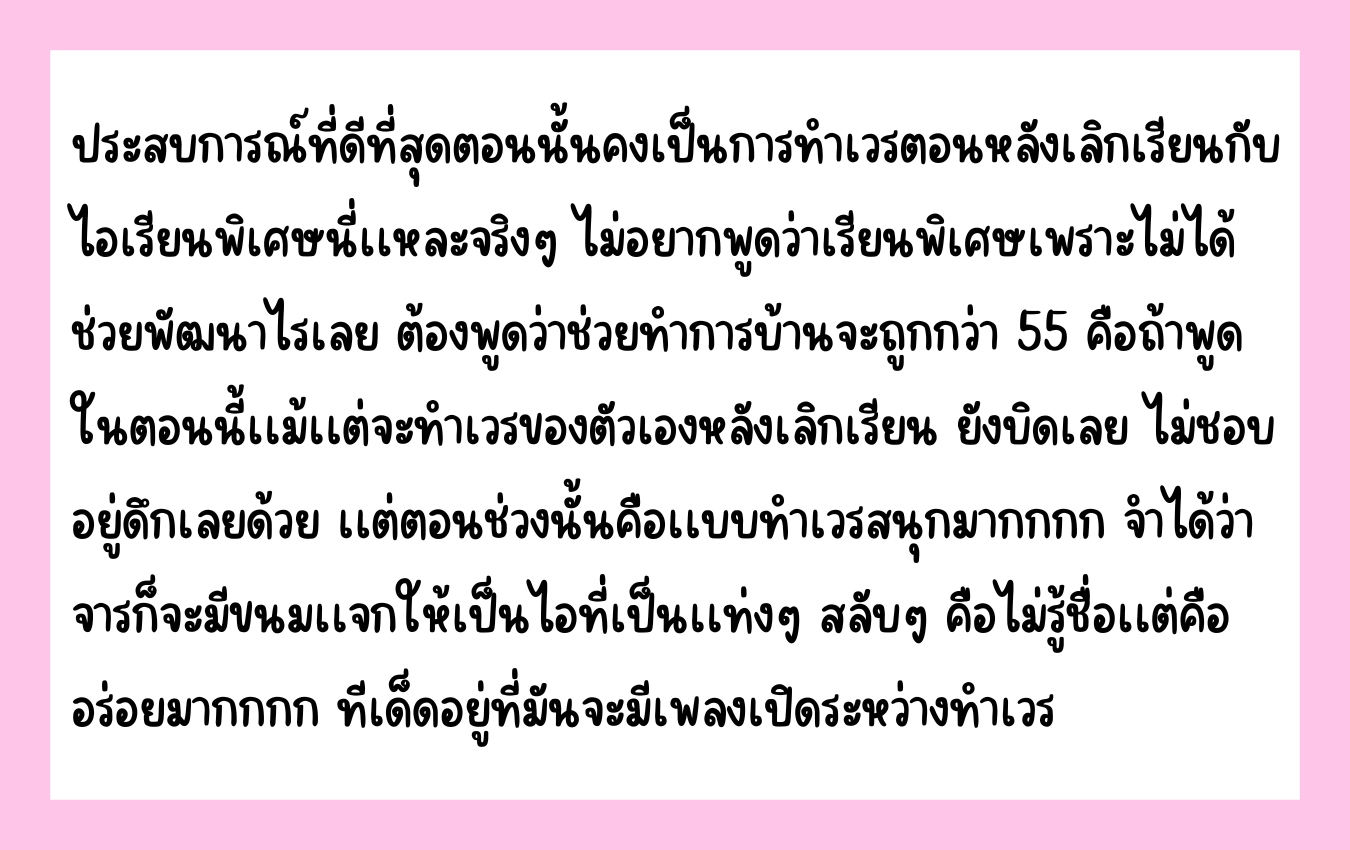 ประสบการณ์ที่ดีที่สุดตอนนั้นคงเป็นการทำเวรตอนหลังเลิกเรียนกับ
ไอเรียนพิเศษนี่แหละจริงๆ ไม่อยากพูดว่าเรียนพิเศษเพราะไม่ได้
ช่วยพัฒนาไรเลย ต้องพูดว่าช่วยทำการบ้านจะถูกกว่า 55 คือถ้าพูด
ในตอนนี้แม้แต่จะทำเวรของตัวเองหลังเลิกเรียน ยังบิดเลย ไม่ชอบ
อยู่ดึกเลยด้วย แต่ตอนช่วงนั้นคือแบบทำเวรสนุกมากกกก จำได้ว่า
จารก็จะมีขนมแจกให้เป็นไอที่เป็นแท่งๆ สลับๆ คือไม่รู้ชื่อแต่คือ
อร่อยมากกกก ทีเด็ดอยู่ที่มันจะมีเพลงเปิดระหว่างทำเวร